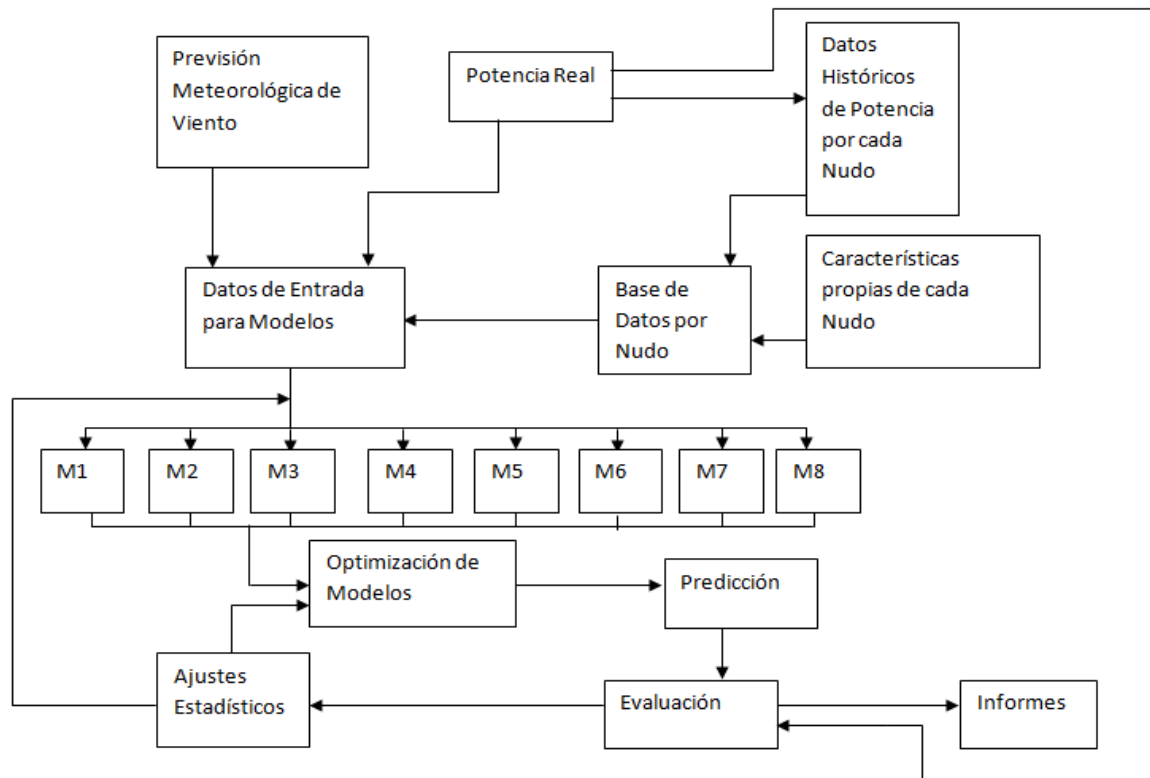 Previsión
Meteorológica de
Viento
Potencia Real
Datos
Históricos
de Potencia
por cada
Nudo
Datos de Entrada
para Modelos
Base de
Datos por
Nudo
Características
propias de cada
Nudo
M1
M2
M3
M4
M5
M6
M7
M8
Optimización de
Modelos
Predicción
Ajustes
Estadísticos
Evaluación
Informes